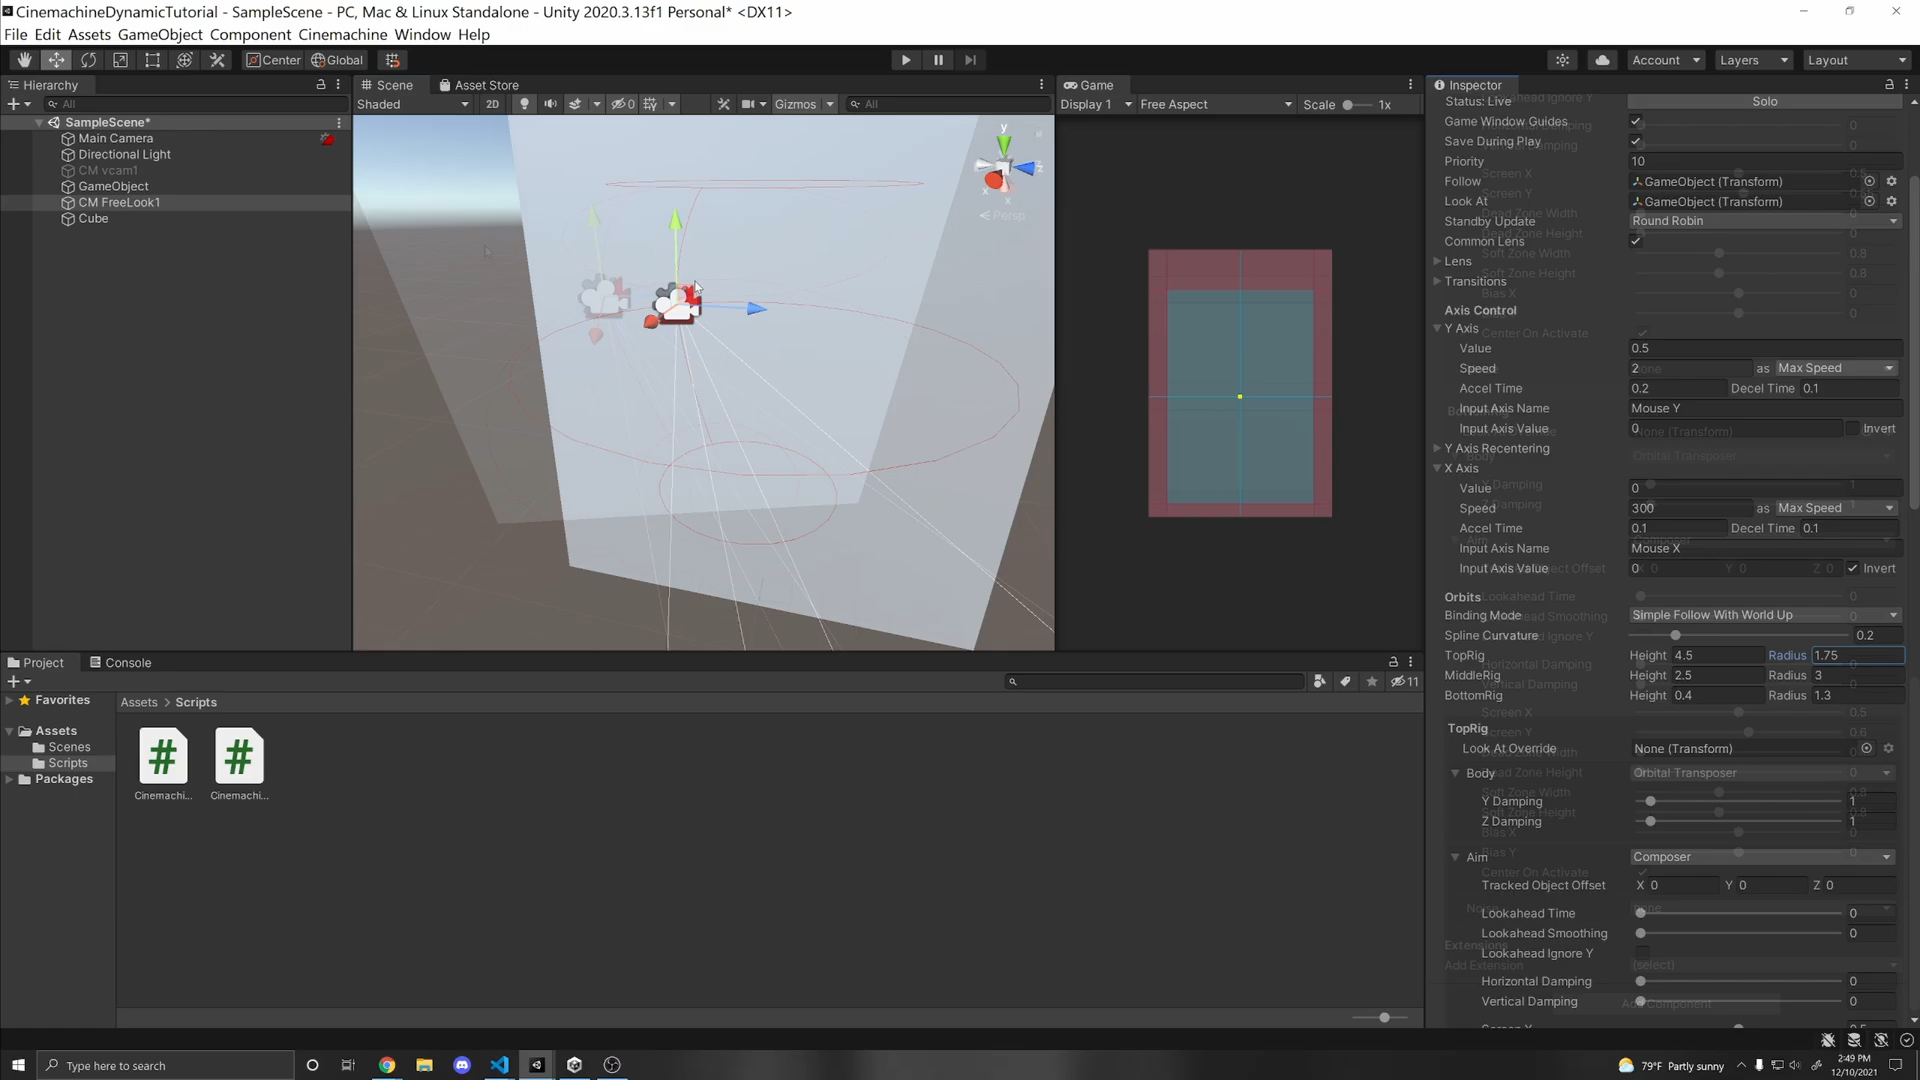 CinemachineDynamicTutorial - SampleScene - PC, Mac & Linux Standalone - Unity 2020.3.13f1 Personal* <DX11>
File Edit Assets GameObject Component Cinemachine Window Help
Center Global
Account Layers Layout
Hierarchy
All
SampleScene*
Main Camera
Directional Light
CM vcam1
GameObject
CM FreeLook1
Cube
Scene Asset Store
Shaded 2D 0 Gizmos All
y
z
x
Persp
Game
Display 1 Free Aspect Scale 1x
Inspector
Status: Live Solo
Game Window Guides
Save During Play
Priority 10
Follow GameObject (Transform)
Look At GameObject (Transform)
Standby Update Round Robin
Common Lens
Lens
Transitions
Axis Control
Y Axis
Value 0.5
Speed 2 as Max Speed
Accel Time 0.2 Decel Time 0.1
Input Axis Name Mouse Y
Input Axis Value 0 Invert
Y Axis Recentering
X Axis
Value 0
Speed 300 as Max Speed
Accel Time 0.1 Decel Time 0.1
Input Axis Name Mouse X
Input Axis Value 0 Invert
Orbits
Binding Mode Simple Follow With World Up
Spline Curvature 0.2
TopRig Height 4.5 Radius 1.75
MiddleRig Height 2.5 Radius 3
BottomRig Height 0.4 Radius 1.3
TopRig
Look At Override None (Transform)
Body Orbital Transposer
Y Damping 1
Z Damping 1
Aim Composer
Tracked Object Offset X 0 Y 0 Z 0
Lookahead Time 0
Lookahead Smoothing 0
Lookahead Ignore Y
Horizontal Damping 0
Vertical Damping 0
Project Console
11
Favorites
Assets
Scenes
Scripts
Packages
Assets > Scripts
Cinemachi...
Cinemachi...
Type here to search
79°F Partly sunny
2:49 PM
12/10/2021